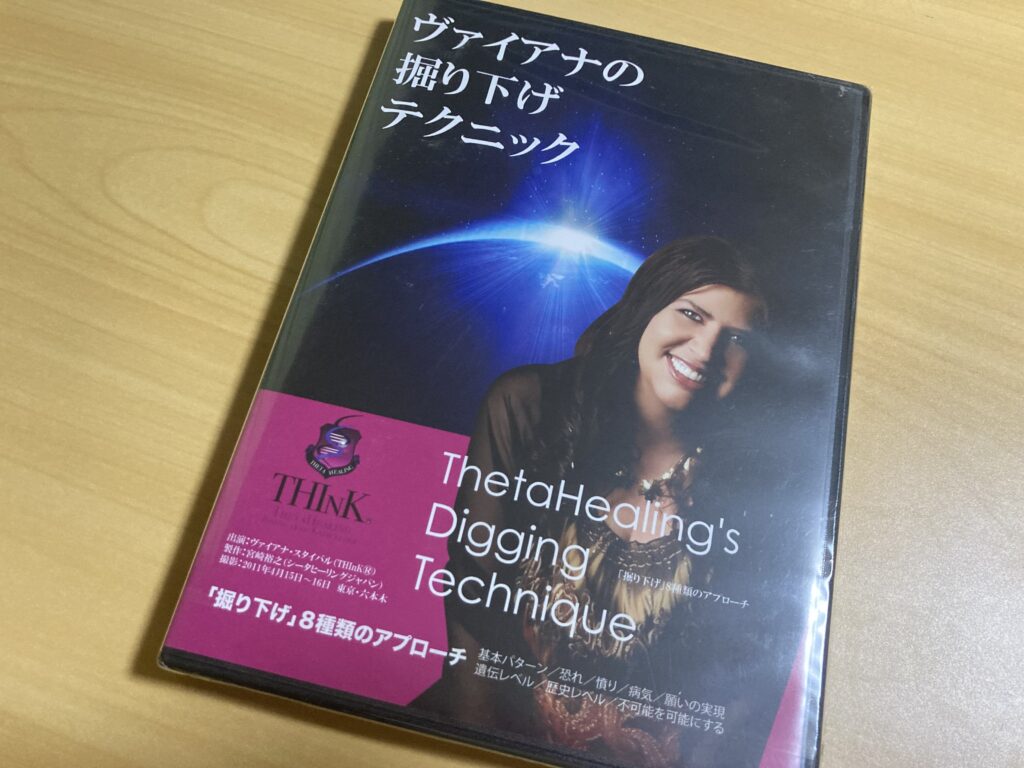 ヴァイアナの
掘り下げ
テクニック
THETA HEALING
THInK®
ThetaHealing's
Digging
Technique
「掘り下げ」8種類のアプローチ
出演:ヴァイアナ・スタイバル(THInK®)
製作:宮崎裕之(シータヒーリングジャパン)
撮影:2011年4月15日~16日 東京・六本木
「掘り下げ」8種類のアプローチ
基本パターン/恐れ/憤り/病気/願いの実現
遺伝レベル/歴史レベル/不可能を可能にする